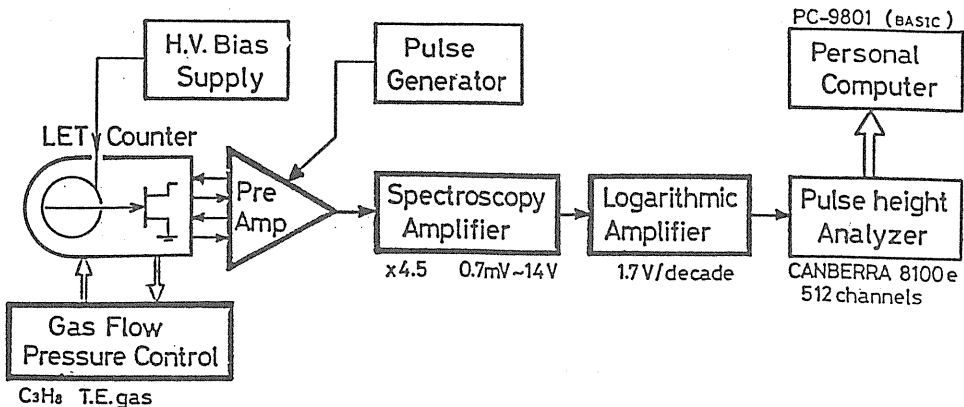 H.V. Bias
Supply
Pulse
Generator
PC-9801 (BASIC)
Personal
Computer
LET Counter
Pre
Amp
Spectroscopy
Amplifier
x4.5 0.7mV~14V
Logarithmic
Amplifier
1.7V/decade
Pulse height
Analyzer
CANBERRA 8100e
512 channels
Gas Flow
Pressure Control
C3H8 T.E.gas